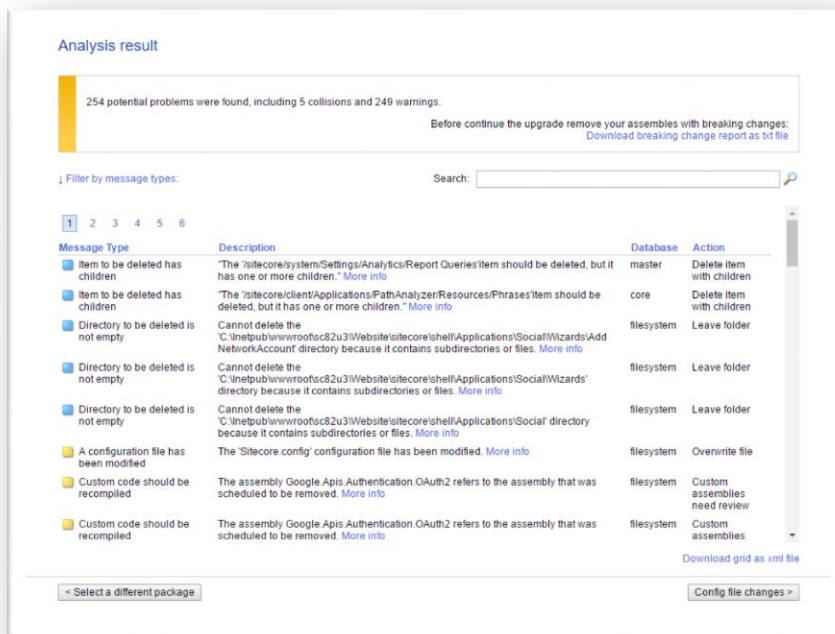 Analysis result
254 potential problems were found, including 5 collisions and 249 warnings.
Before continue the upgrade remove your assembles with breaking changes:
Download breaking change report as txt file
↓ Filter by message types:
Search:
1 2 3 4 5 6
Message Type Description Database Action
Item to be deleted has children "The '/sitecore/system/Settings/Analytics/Report Queries'item should be deleted, but it has one or more children." More info master Delete item with children
Item to be deleted has children "The '/sitecore/client/Applications/PathAnalyzer/Resources/Phrases'item should be deleted, but it has one or more children." More info core Delete item with children
Directory to be deleted is not empty Cannot delete the 'C:\Inetpub\wwwroot\sc82u3\Website\sitecore\shell\Applications\Social\Wizards\Add NetworkAccount' directory because it contains subdirectories or files. More info filesystem Leave folder
Directory to be deleted is not empty Cannot delete the 'C:\Inetpub\wwwroot\sc82u3\Website\sitecore\shell\Applications\Social\Wizards' directory because it contains subdirectories or files. More info filesystem Leave folder
Directory to be deleted is not empty Cannot delete the 'C:\Inetpub\wwwroot\sc82u3\Website\sitecore\shell\Applications\Social' directory because it contains subdirectories or files. More info filesystem Leave folder
A configuration file has been modified The 'Sitecore.config' configuration file has been modified. More info filesystem Overwrite file
Custom code should be recompiled The assembly Google.Apis.Authentication.OAuth2 refers to the assembly that was scheduled to be removed. More info filesystem Custom assemblies need review
Custom code should be recompiled The assembly Google.Apis.Authentication.OAuth2 refers to the assembly that was scheduled to be removed. More info filesystem Custom assemblies
Download grid as xml file
< Select a different package
Config file changes >